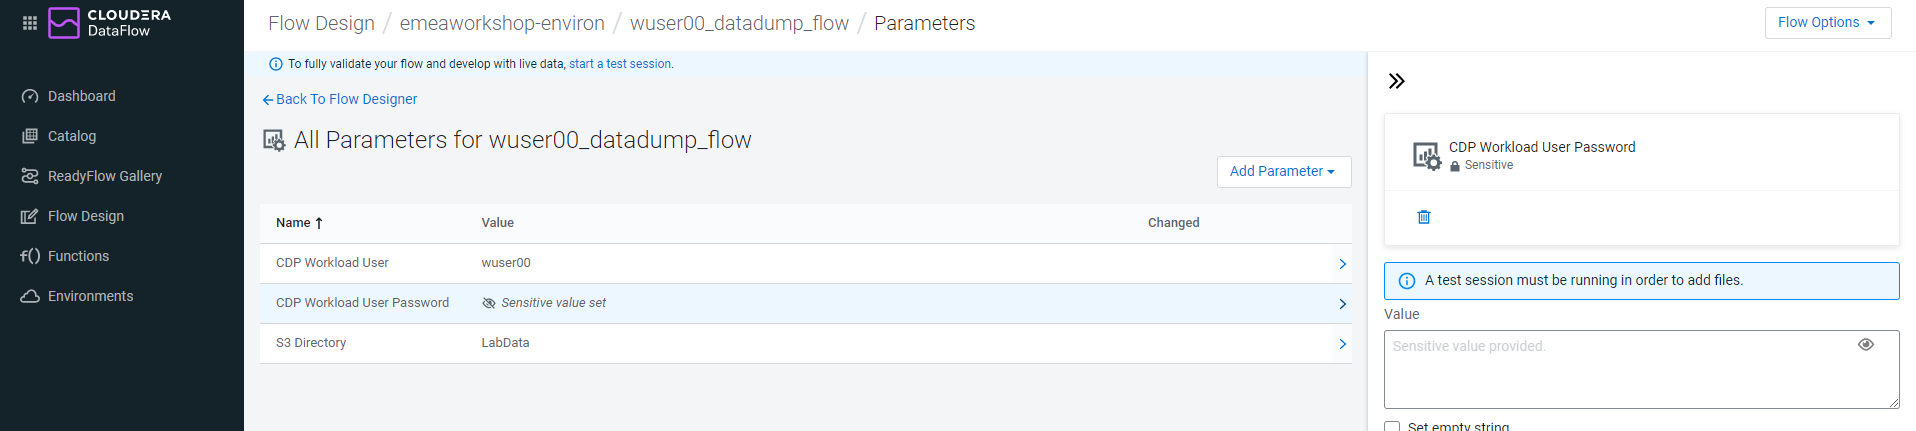 CLOUDERA
DataFlow
Dashboard
Catalog
ReadyFlow Gallery
Flow Design
Functions
Environments
Flow Design / emeaworkshop-environ / wuser00_datadump_flow / Parameters
Flow Options
To fully validate your flow and develop with live data, start a test session.
Back To Flow Designer
All Parameters for wuser00_datadump_flow
Add Parameter
Name Value Changed
CDP Workload User wuser00
CDP Workload User Password Sensitive value set
S3 Directory LabData
CDP Workload User Password
Sensitive
A test session must be running in order to add files.
Value
Sensitive value provided.
Set empty string